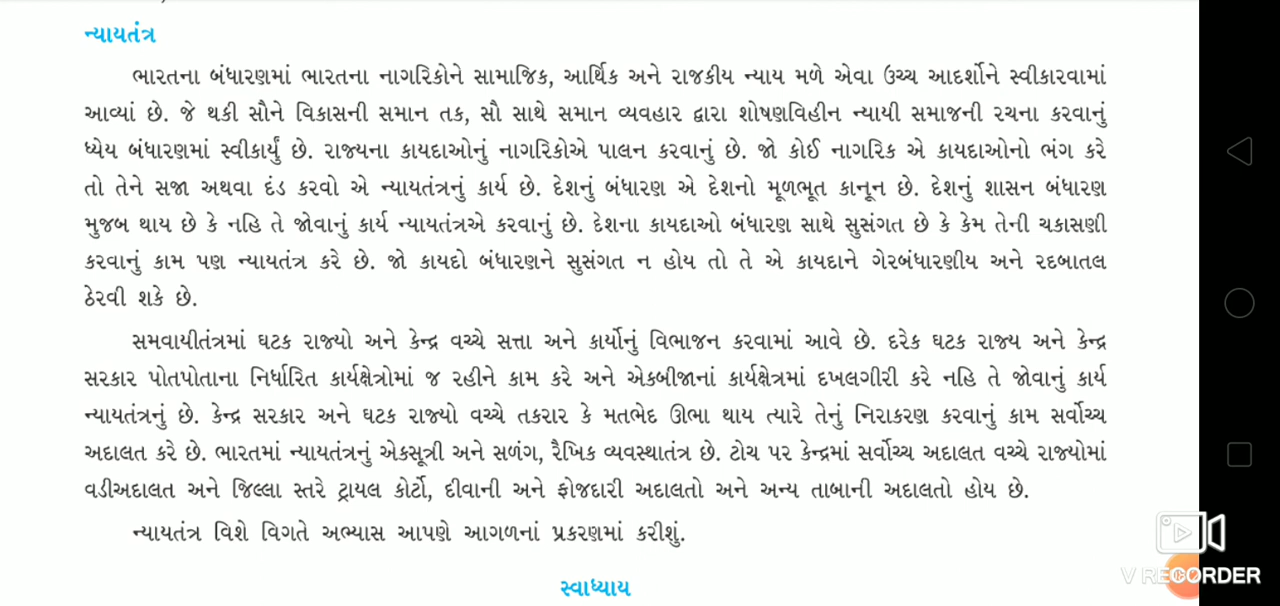 ન્યાયતંત્ર
ભારતના બંધારણમાં ભારતના નાગરિકોને સામાજિક, આર્થિક અને રાજકીય ન્યાય મળે એવા ઉચ્ચ આદર્શોને સ્વીકારવામાં
આવ્યાં છે. જે થકી સૌને વિકાસની સમાન તક, સૌ સાથે સમાન વ્યવહાર દ્વારા શોષણવિહીન ન્યાયી સમાજની રચના કરવાનું
ધ્યેય બંધારણમાં સ્વીકાર્યું છે. રાજ્યના કાયદાઓનું નાગરિકોએ પાલન કરવાનું છે. જો કોઈ નાગરિક એ કાયદાઓનો ભંગ કરે
તો તેને સજા અથવા દંડ કરવો એ ન્યાયતંત્રનું કાર્ય છે. દેશનું બંધારણ એ દેશનો મૂળભૂત કાનૂન છે. દેશનું શાસન બંધારણ
મુજબ થાય છે કે નહિ તે જોવાનું કાર્ય ન્યાયતંત્રએ કરવાનું છે. દેશના કાયદાઓ બંધારણ સાથે સુસંગત છે કે કેમ તેની ચકાસણી
કરવાનું કામ પણ ન્યાયતંત્ર કરે છે. જો કાયદો બંધારણને સુસંગત ન હોય તો તે એ કાયદાને ગેરબંધારણીય અને રદબાતલ
ઠેરવી શકે છે.
સમવાયીતંત્રમાં ઘટક રાજ્યો અને કેન્દ્ર વચ્ચે સત્તા અને કાર્યોનું વિભાજન કરવામાં આવે છે. દરેક ઘટક રાજ્ય અને કેન્દ્ર
સરકાર પોતપોતાના નિર્ધારિત કાર્યક્ષેત્રોમાં જ રહીને કામ કરે અને એકબીજાનાં કાર્યક્ષેત્રમાં દખલગીરી કરે નહિ તે જોવાનું કાર્ય
ન્યાયતંત્રનું છે. કેન્દ્ર સરકાર અને ઘટક રાજ્યો વચ્ચે તકરાર કે મતભેદ ઊભા થાય ત્યારે તેનું નિરાકરણ કરવાનું કામ સર્વોચ્ચ
અદાલત કરે છે. ભારતમાં ન્યાયતંત્રનું એકસૂત્રી અને સળંગ, રૈખિક વ્યવસ્થાતંત્ર છે. ટોચ પર કેન્દ્રમાં સર્વોચ્ચ અદાલત વચ્ચે રાજ્યોમાં
વડીઅદાલત અને જિલ્લા સ્તરે ટ્રાયલ કોર્ટો, દીવાની અને ફોજદારી અદાલતો અને અન્ય તાબાની અદાલતો હોય છે.
ન્યાયતંત્ર વિશે વિગતે અભ્યાસ આપણે આગળનાં પ્રકરણમાં કરીશું.
સ્વાધ્યાય
V RECORDER